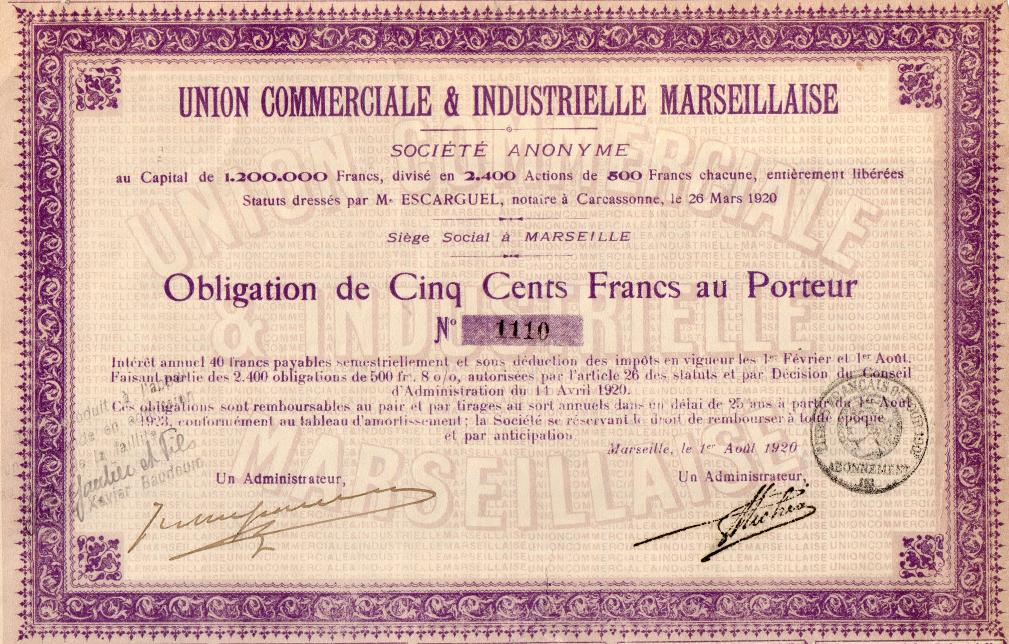 UNION COMMERCIALE & INDUSTRIELLE MARSEILLAISE
SOCIÉTÉ ANONYME
au Capital de 1.200.000 Francs, divisé en 2.400 Actions de 500 Francs chacune, entièrement libérées
Statuts dressés par Me ESCARGUEL, notaire à Carcassonne, le 26 Mars 1920
Siège Social à MARSEILLE
Obligation de Cinq Cents Francs au Porteur
No 1110
Intérêt annuel 40 francs payables semestriellement et sous déduction des impôts en vigueur les 1er Février et 1er Août.
Faisant partie des 2.400 obligations de 500 fr. 8 o/o, autorisées par l'article 26 des statuts et par Décision du Conseil
d'Administration du 14 Avril 1920.
Ces obligations sont remboursables au pair et par tirages au sort annuels dans un délai de 25 ans à partir du 1er Août
1923, conformément au tableau d'amortissement ; la Société se réservant le droit de rembourser à toute époque
et par anticipation
Marseille, le 1er Août 1920
Un Administrateur,
Un Administrateur,
ABONNEMENT
faillite
Xavier Baudouin
UNION COMMERCIALE
& INDUSTRIELLE
MARSEILLAISE